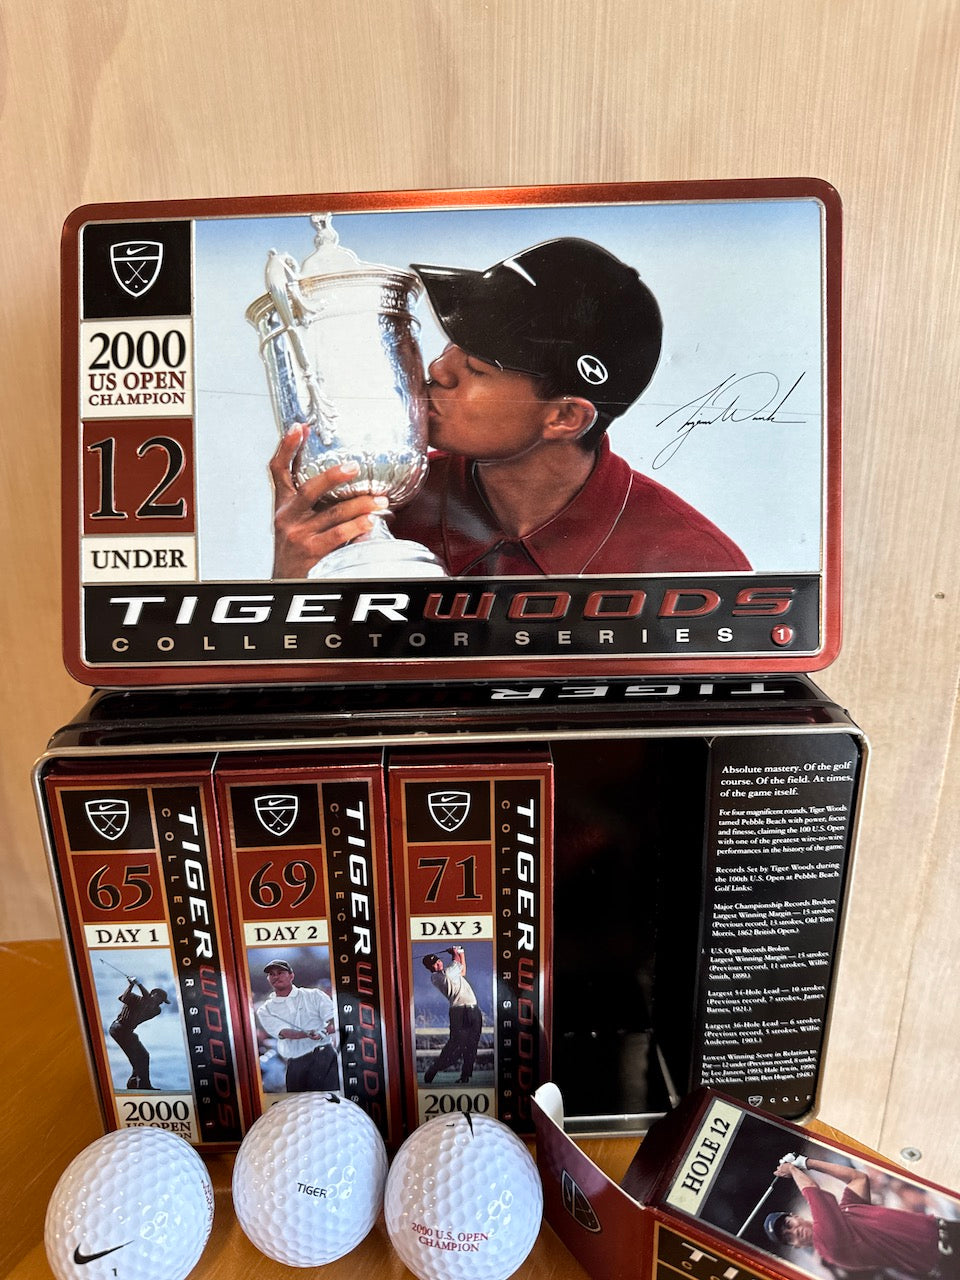 2000
US OPEN
CHAMPION
12
UNDER
Tiger Woods
TIGER WOODS
COLLECTOR SERIES 1
TIGER
65
DAY 1
2000
US OPEN
TIGER WOODS
COLLECTOR SERIES 1
69
DAY 2
TIGER WOODS
COLLECTOR SERIES
71
DAY 3
2000
TIGER WOODS
COLLECTOR SERIES 1
Absolute mastery. Of the golf
course. Of the field. At times,
of the game itself.
For four magnificent rounds, Tiger Woods
tamed Pebble Beach with power, focus
and finesse, claiming the 100 U.S. Open
with one of the greatest wire-to-wire
performances in the history of the game.
Records Set by Tiger Woods during
the 100th U.S. Open at Pebble Beach
Golf Links:
Major Championship Records Broken
Largest Winning Margin — 15 strokes
(Previous record, 13 strokes, Old Tom
Morris, 1862 British Open.)
U.S. Open Records Broken
Largest Winning Margin — 15 strokes
(Previous record, 11 strokes, Willie
Smith, 1899.)
Largest 54-Hole Lead — 10 strokes
(Previous record, 7 strokes, James
Barnes, 1921.)
Largest 36-Hole Lead — 6 strokes
(Previous record, 5 strokes, Willie
Anderson, 1903.)
Lowest Winning Score in Relation to
Par — 12 under (Previous record, 8 under,
by Lee Janzen, 1993; Hale Irwin, 1990;
Jack Nicklaus, 1980; Ben Hogan, 1948.)
GOLF
HOLE 12
1
TIGER
2000 U.S. OPEN
CHAMPION